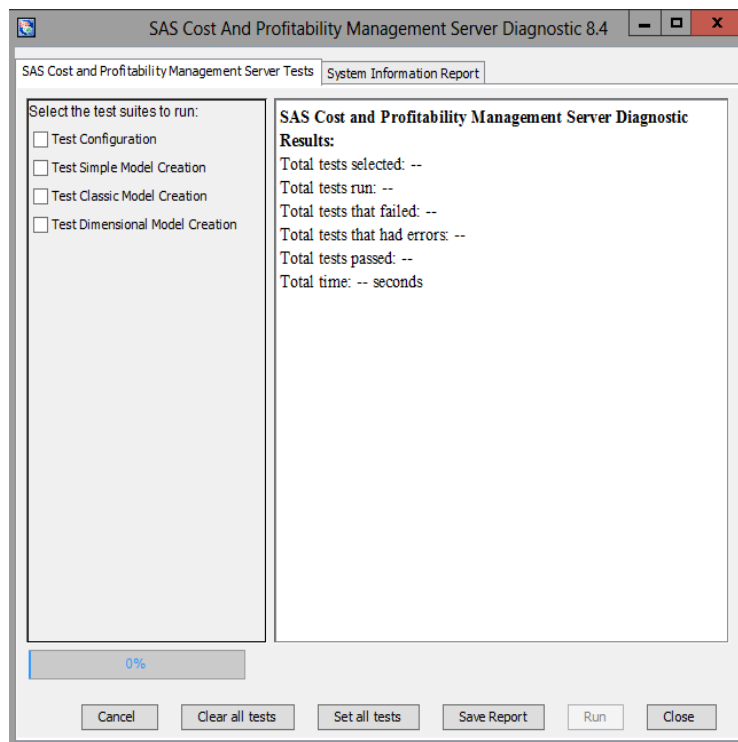 SAS Cost And Profitability Management Server Diagnostic 8.4
SAS Cost and Profitability Management Server Tests
System Information Report
Select the test suites to run:
Test Configuration
Test Simple Model Creation
Test Classic Model Creation
Test Dimensional Model Creation
SAS Cost and Profitability Management Server Diagnostic
Results:
Total tests selected: --
Total tests run: --
Total tests that failed: --
Total tests that had errors: --
Total tests passed: --
Total time: -- seconds
0%
Cancel
Clear all tests
Set all tests
Save Report
Run
Close